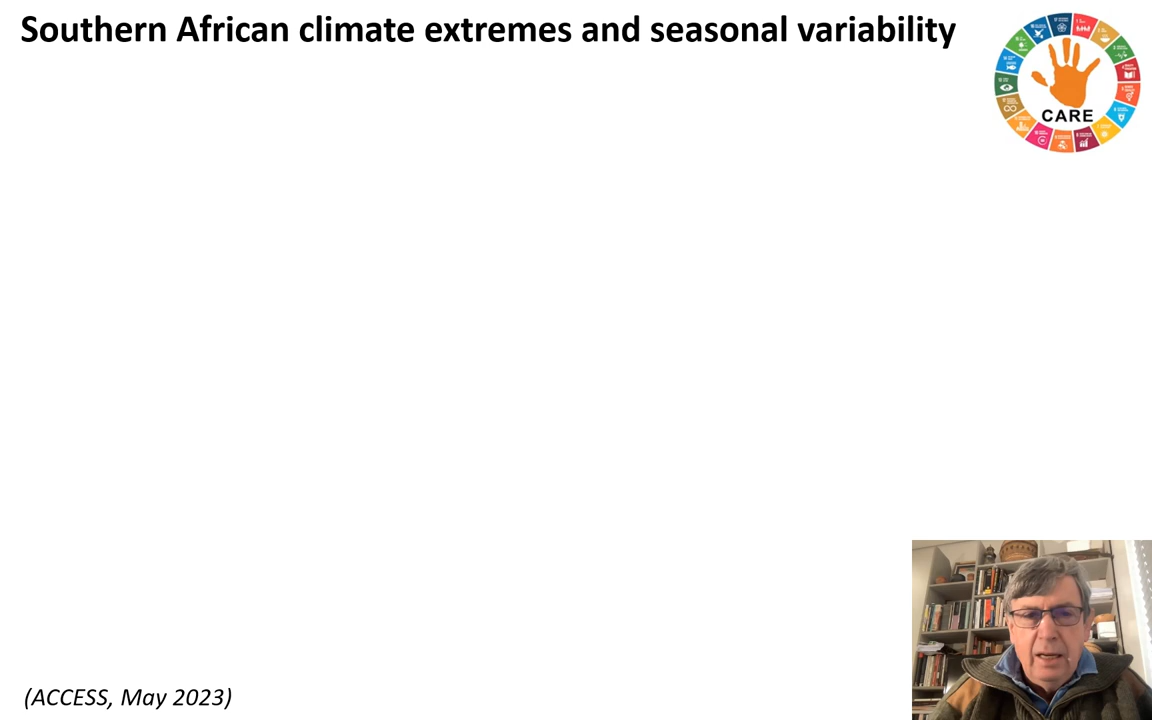 Southern African climate extremes and seasonal variability
CARE
(ACCESS, May 2023)